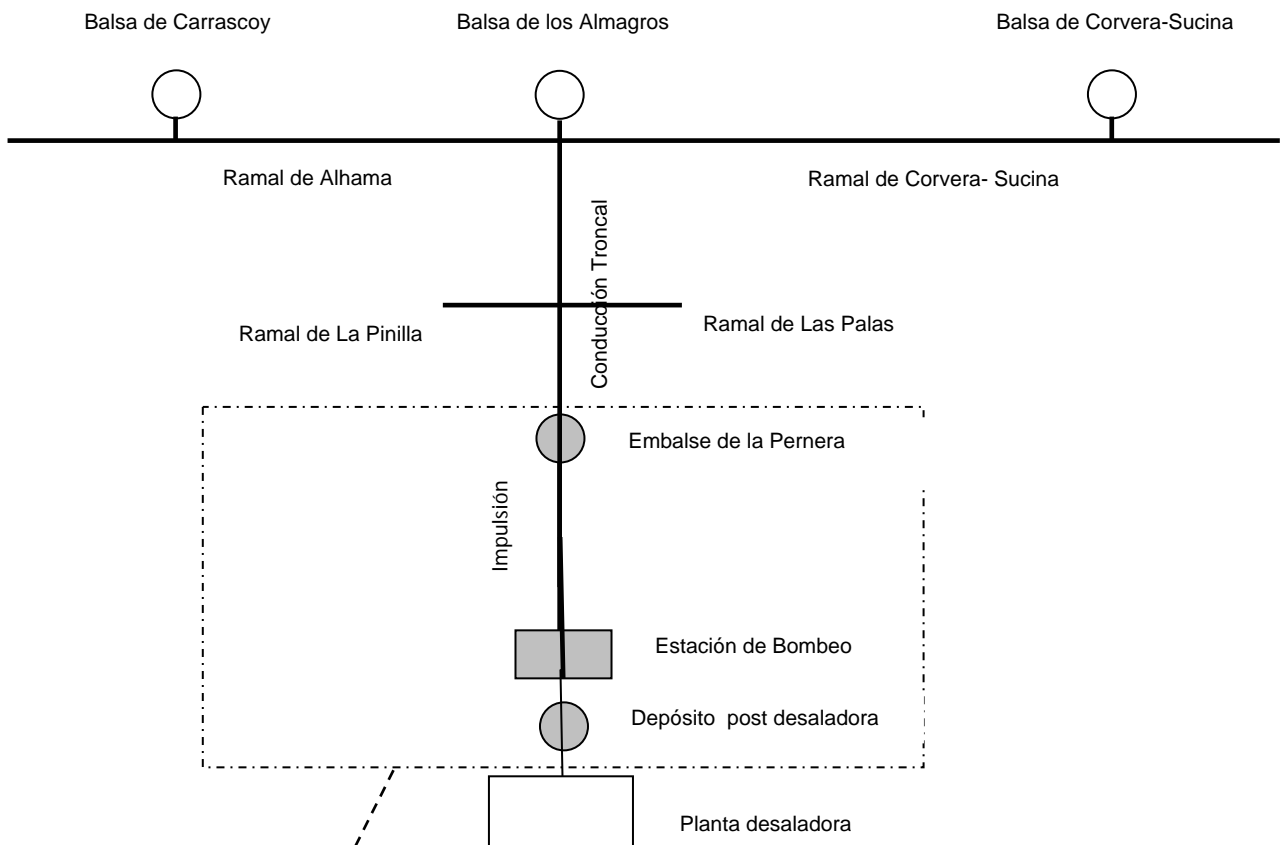 Balsa de Carrascoy
Balsa de los Almagros
Balsa de Corvera-Sucina
Ramal de Alhama
Ramal de Corvera- Sucina
Conducción Troncal
Ramal de La Pinilla
Ramal de Las Palas
Embalse de la Pernera
Impulsión
Estación de Bombeo
Depósito post desaladora
Planta desaladora